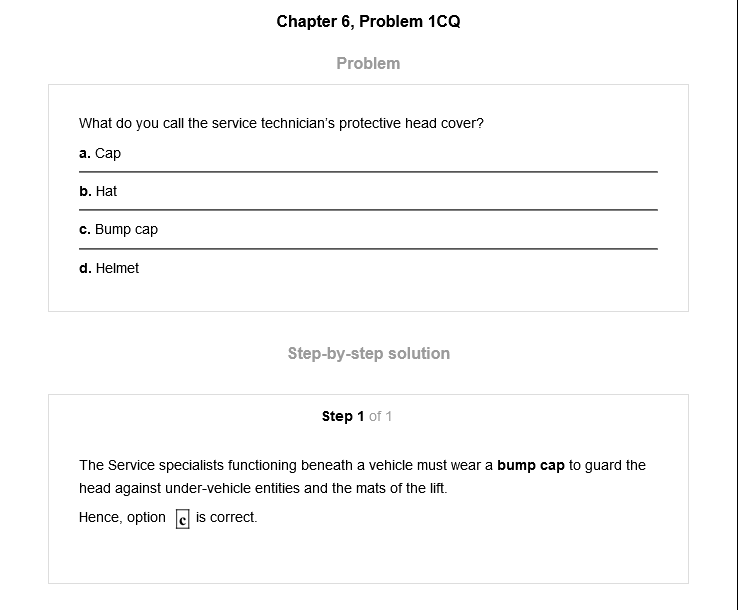 Chapter 6, Problem 1CQ
Problem
What do you call the service technician's protective head cover?
a. Cap
b. Hat
c. Bump cap
d. Helmet
Step-by-step solution
Step 1 of 1
The Service specialists functioning beneath a vehicle must wear a bump cap to guard the
head against under-vehicle entities and the mats of the lift.
Hence, option c is correct.